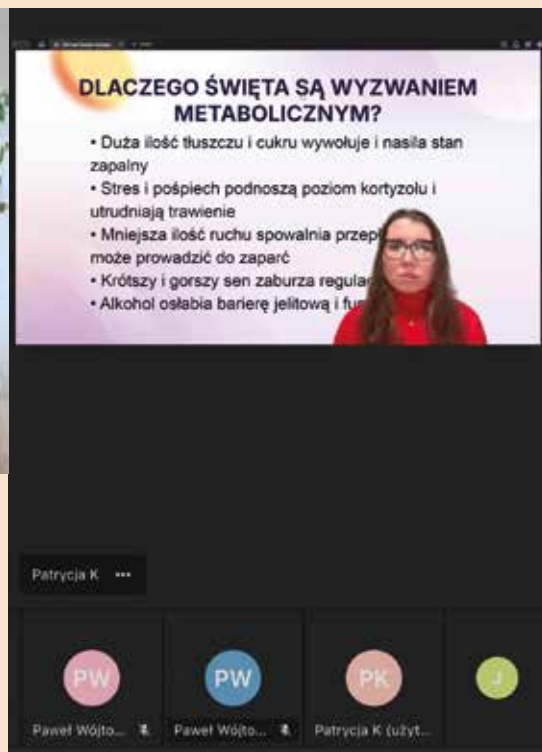 DLACZEGO ŚWIĘTA SĄ WYZWANIEM
METABOLICZNYM?
• Duża ilość tłuszczu i cukru wywołuje i nasila stan
zapalny
• Stres i pośpiech podnoszą poziom kortyzolu i
utrudniają trawienie
• Mniejsza ilość ruchu spowalnia
może prowadzić do zaparć
• Krótszy i gorszy sen zaburza
• Alkohol osłabia barierę jelitową i
Patrycja K •••
PW PW PK J
Paweł Wójto... Paweł Wójto... Patrycja K (użyt...